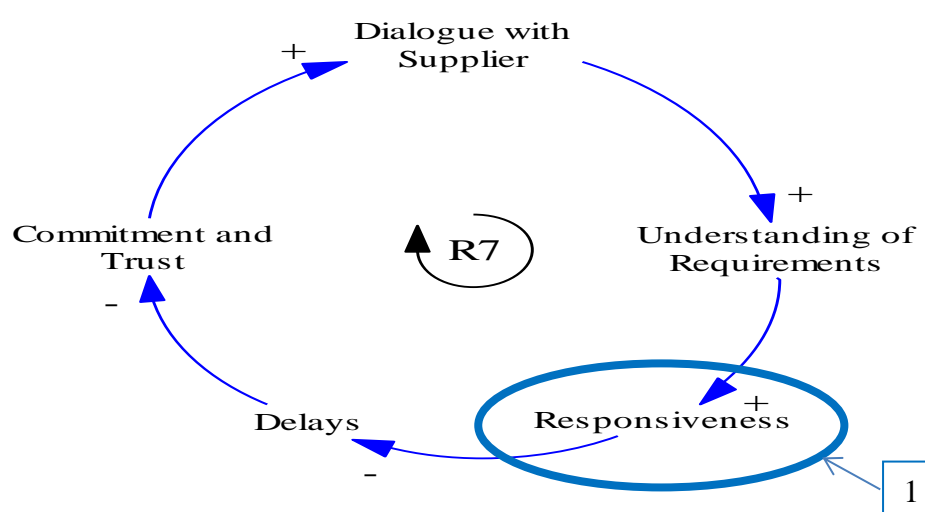 Dialogue with
Supplier
+
+
Commitment and
Trust
R7
Understanding of
Requirements
-
+
Responsiveness
Delays
-
1